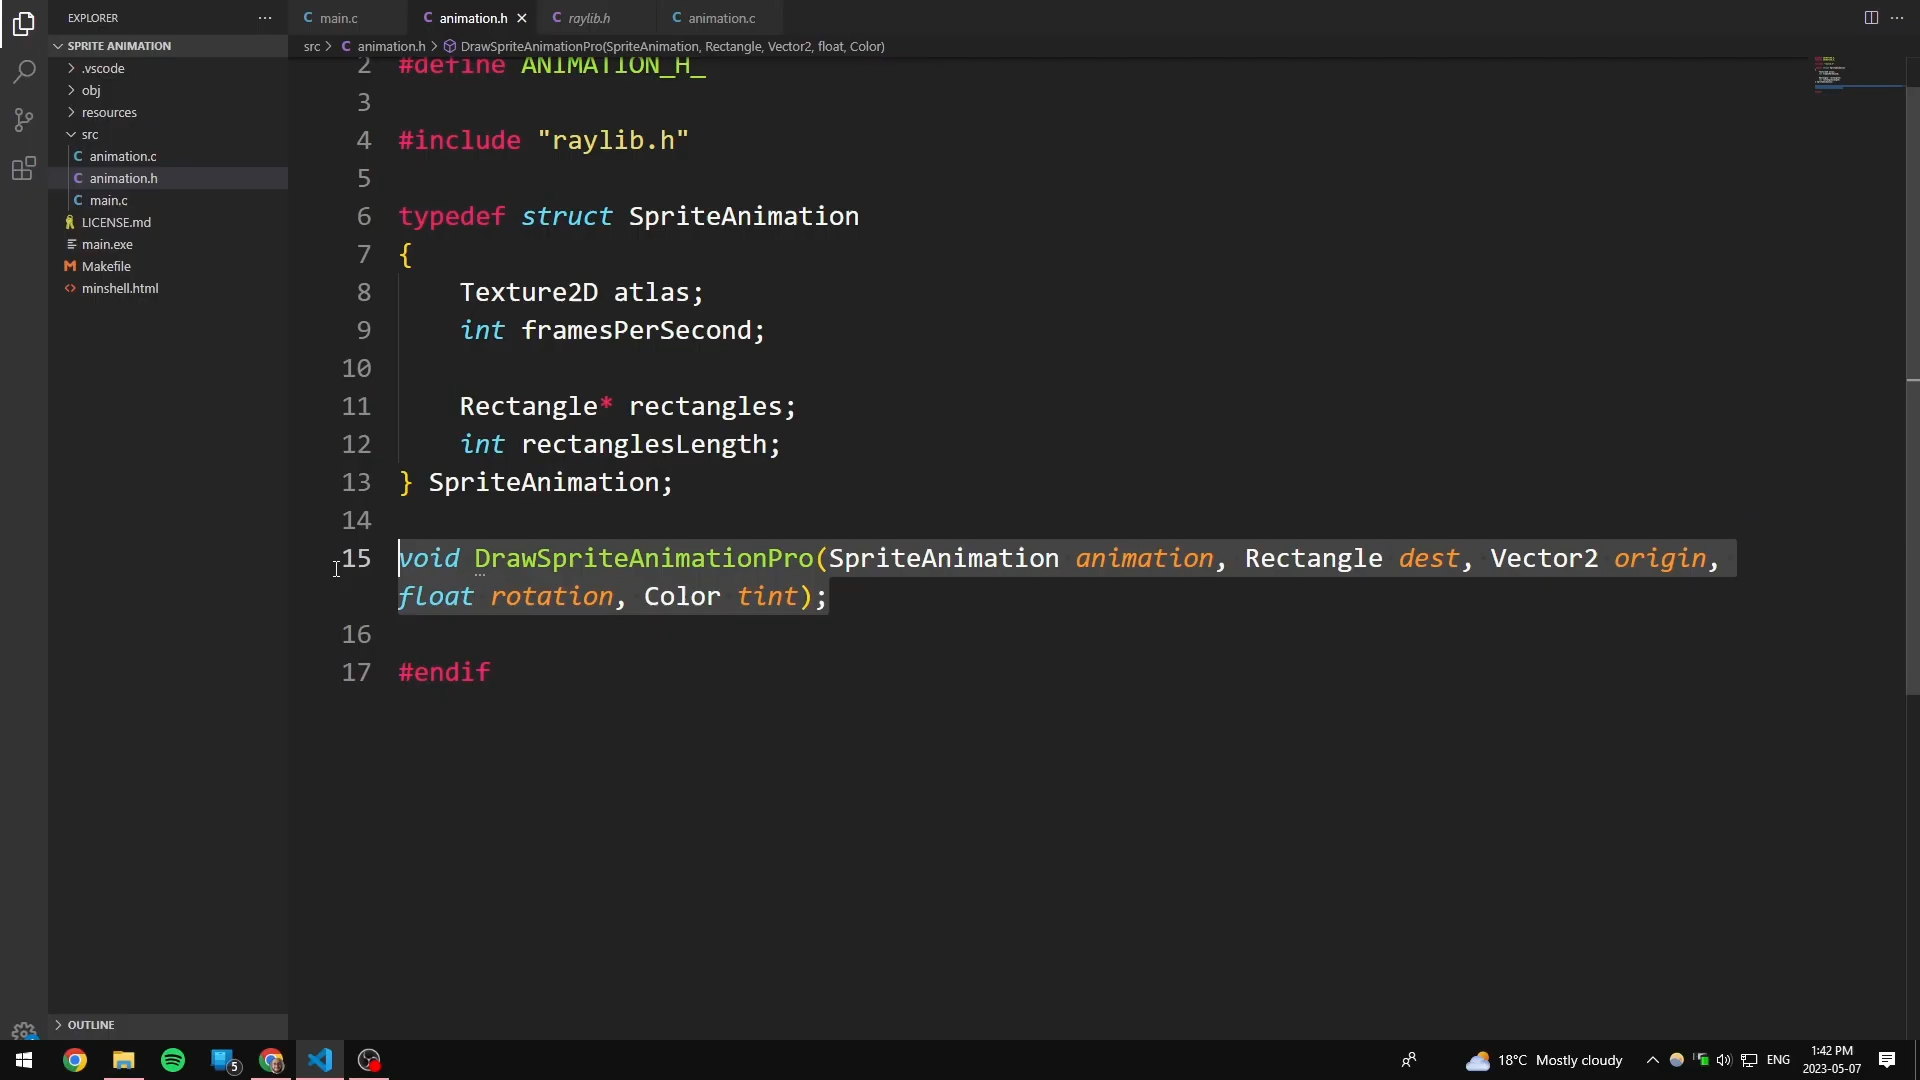 EXPLORER
SPRITE ANIMATION
.vscode
obj
resources
src
C animation.c
C animation.h
C main.c
LICENSE.md
main.exe
M Makefile
<> minshell.html
OUTLINE
C main.c
C animation.h
C raylib.h
C animation.c
src > C animation.h > DrawSpriteAnimationPro(SpriteAnimation, Rectangle, Vector2, float, Color)
2 #define ANIMATION_H_
3
4 #include "raylib.h"
5
6 typedef struct SpriteAnimation
7 {
8 Texture2D atlas;
9 int framesPerSecond;
10
11 Rectangle* rectangles;
12 int rectanglesLength;
13 } SpriteAnimation;
14
15 void DrawSpriteAnimationPro(SpriteAnimation animation, Rectangle dest, Vector2 origin,
float rotation, Color tint);
16
17 #endif
5
18°C Mostly cloudy
ENG
1:42 PM
2023-05-07